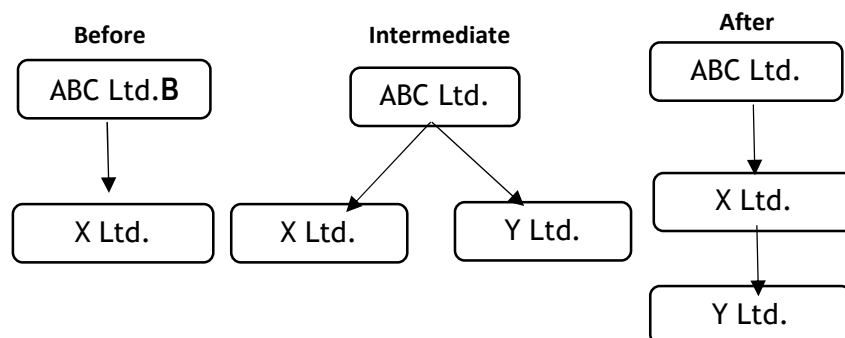 Before
ABC Ltd.B
X Ltd.
Intermediate
ABC Ltd.
X Ltd.
Y Ltd.
After
ABC Ltd.
X Ltd.
Y Ltd.